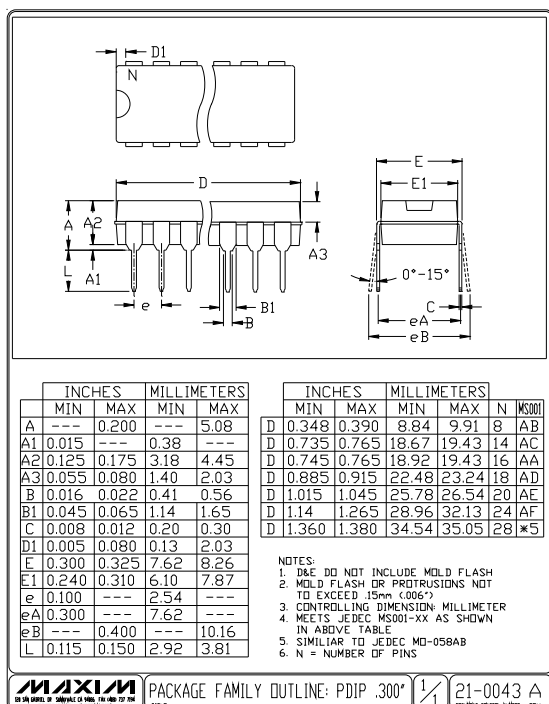 D1
N
D
E
E1
A
A2
A3
L
A1
0°-15°
e
B1
B
C
eA
eB
INCHES MILLIMETERS
MIN MAX MIN MAX
A --- 0.200 --- 5.08
A1 0.015 --- 0.38 ---
A2 0.125 0.175 3.18 4.45
A3 0.055 0.080 1.40 2.03
B 0.016 0.022 0.41 0.56
B1 0.045 0.065 1.14 1.65
C 0.008 0.012 0.20 0.30
D1 0.005 0.080 0.13 2.03
E 0.300 0.325 7.62 8.26
E1 0.240 0.310 6.10 7.87
e 0.100 --- 2.54 ---
eA 0.300 --- 7.62 ---
eB --- 0.400 --- 10.16
L 0.115 0.150 2.92 3.81
INCHES MILLIMETERS
MIN MAX MIN MAX N MS001
D 0.348 0.390 8.84 9.91 8 AB
D 0.735 0.765 18.67 19.43 14 AC
D 0.745 0.765 18.92 19.43 16 AA
D 0.885 0.915 22.48 23.24 18 AD
D 1.015 1.045 25.78 26.54 20 AE
D 1.14 1.265 28.96 32.13 24 AF
D 1.360 1.380 34.54 35.05 28 *5
NOTES:
1. D&E DO NOT INCLUDE MOLD FLASH
2. MOLD FLASH OR PROTRUSIONS NOT
TO EXCEED .15mm (.006")
3. CONTROLLING DIMENSION: MILLIMETER
4. MEETS JEDEC MS001-XX AS SHOWN
IN ABOVE TABLE
5. SIMILIAR TO JEDEC MO-058AB
6. N = NUMBER OF PINS
MAXIM
PACKAGE FAMILY OUTLINE: PDIP .300"
1/1
21-0043 A